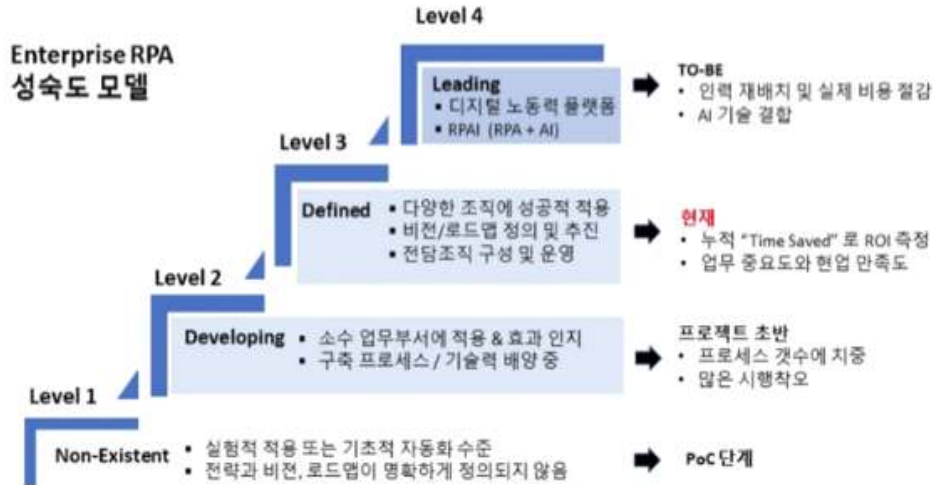 Enterprise RPA
성숙도 모델
Level 4
Leading
▪ 디지털 노동력 플랫폼
▪ RPAI (RPA + AI)
TO-BE
• 인력 재배치 및 실제 비용 절감
• AI 기술 결합
Level 3
Defined
▪ 다양한 조직에 성공적 적용
▪ 비전/로드맵 정의 및 추진
▪ 전담조직 구성 및 운영
현재
• 누적 “Time Saved” 로 ROI 측정
• 업무 중요도와 현업 만족도
Level 2
Developing
▪ 소수 업무부서에 적용 & 효과 인지
▪ 구축 프로세스 / 기술력 배양 중
프로젝트 초반
• 프로세스 갯수에 치중
• 많은 시행착오
Level 1
Non-Existent
▪ 실험적 적용 또는 기초적 자동화 수준
▪ 전략과 비젼, 로드맵이 명확하게 정의되지 않음
PoC 단계